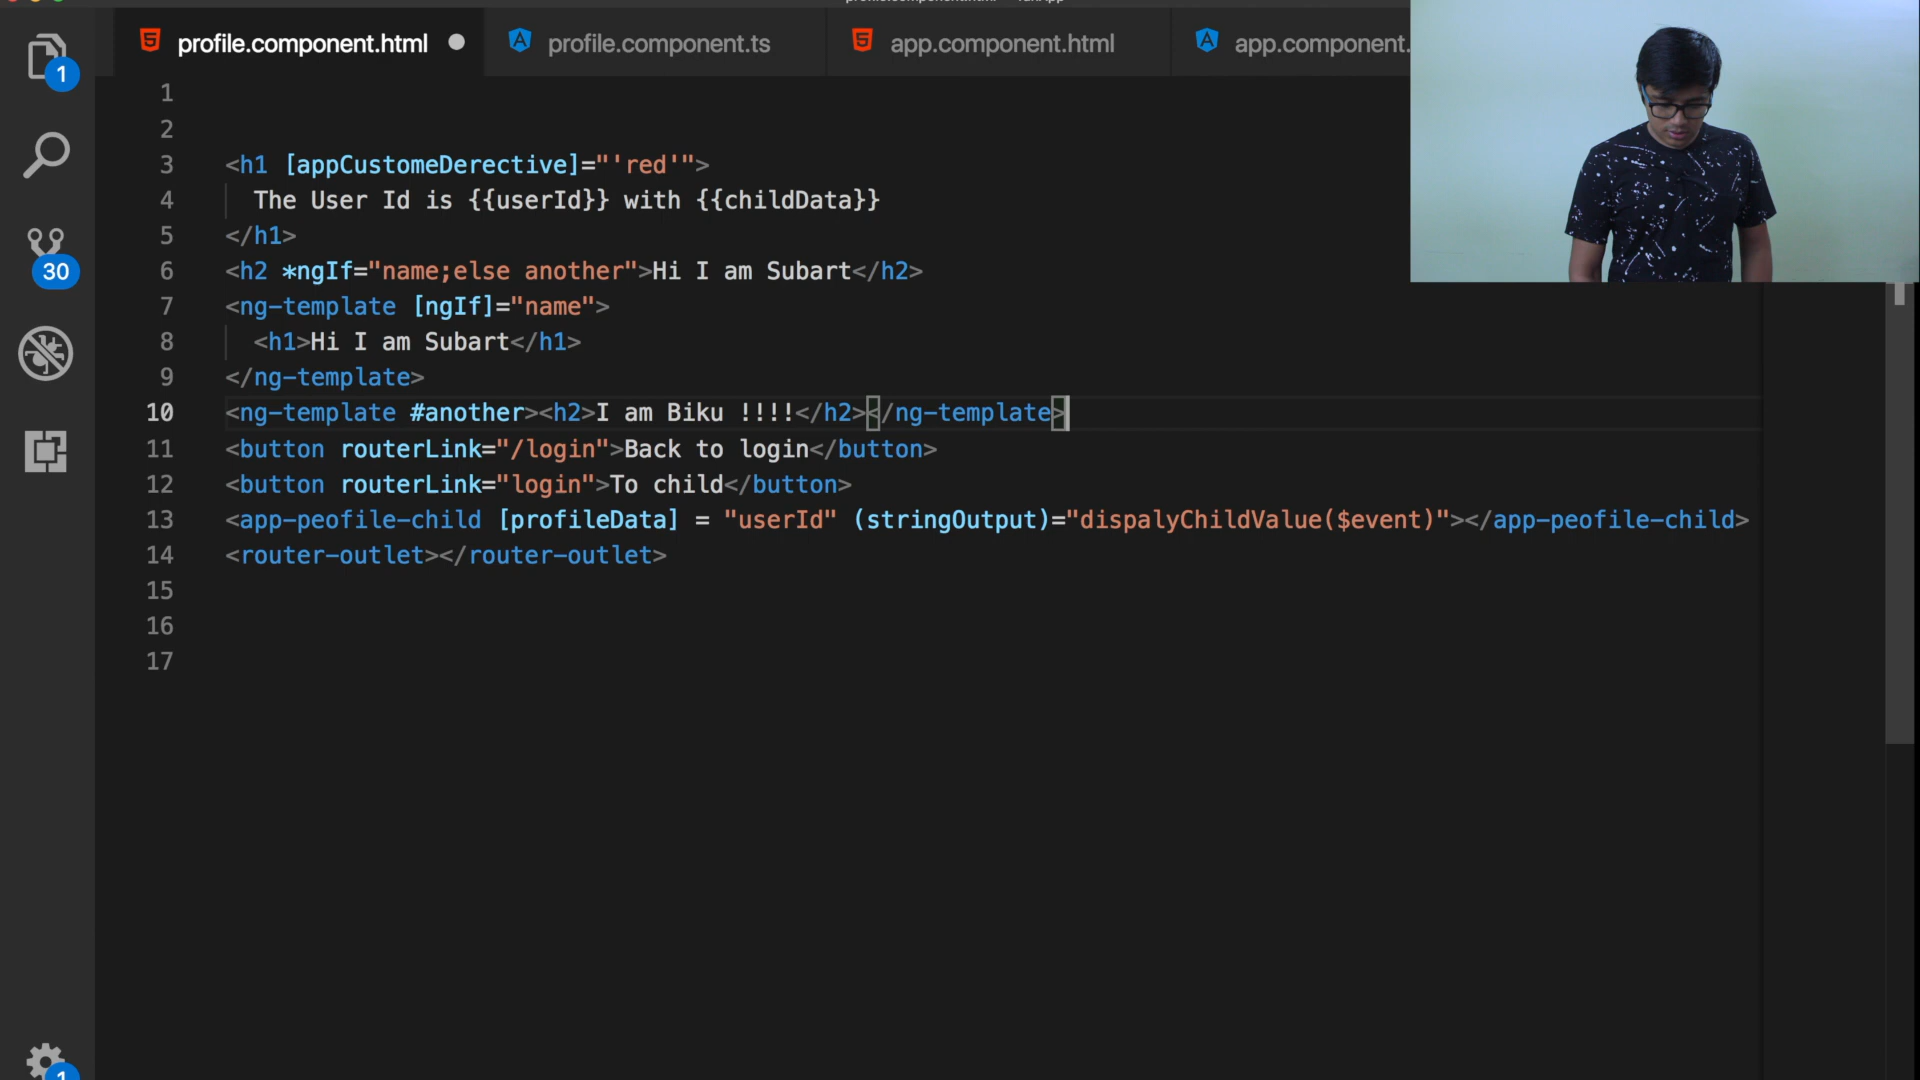 profile.component.html
profile.component.ts
app.component.html
app.component.
1
2
3 <h1 [appCustomeDerective]="'red'">
4 The User Id is {{userId}} with {{childData}}
5 </h1>
6 <h2 *ngIf="name;else another">Hi I am Subart</h2>
7 <ng-template [ngIf]="name">
8 <h1>Hi I am Subart</h1>
9 </ng-template>
10 <ng-template #another><h2>I am Biku !!!!</h2></ng-template>
11 <button routerLink="/login">Back to login</button>
12 <button routerLink="login">To child</button>
13 <app-peofile-child [profileData] = "userId" (stringOutput)="dispalyChildValue($event)"></app-peofile-child>
14 <router-outlet></router-outlet>
15
16
17
1
30
1